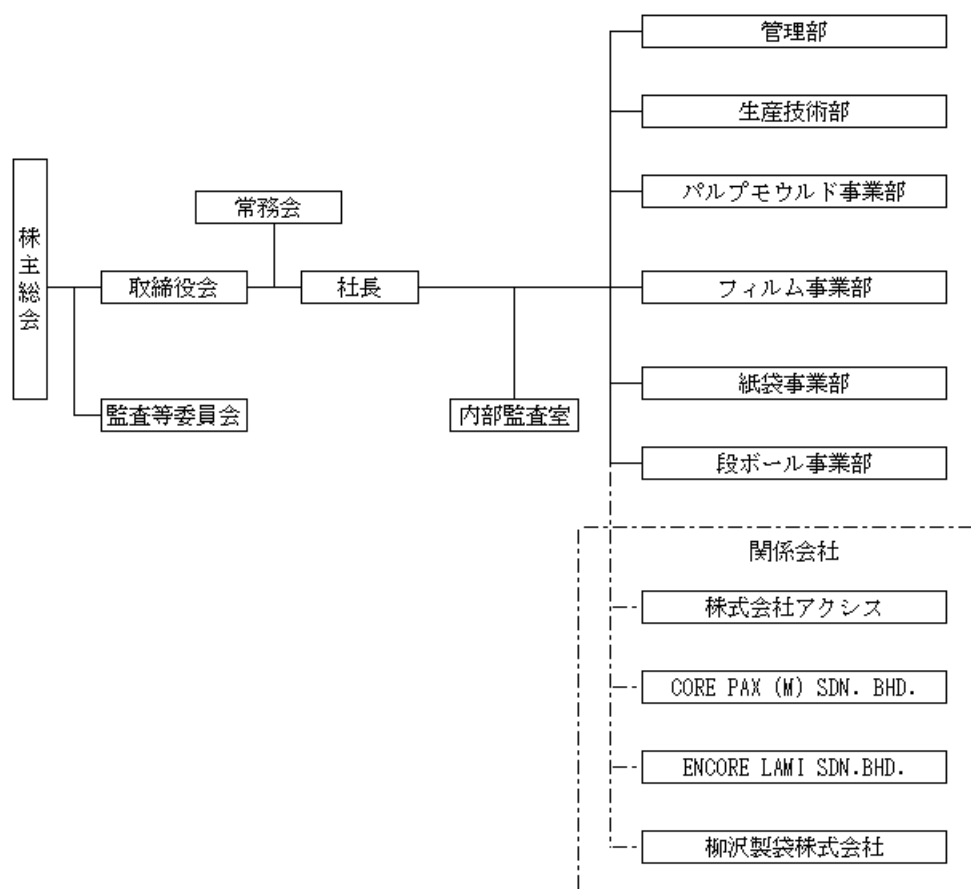 管理部
生産技術部
パルプモウルド事業部
株主総会
常務会
取締役会
社長
フィルム事業部
紙袋事業部
監査等委員会
内部監査室
段ボール事業部
関係会社
株式会社アクシス
CORE PAX (M) SDN. BHD.
ENCORE LAMI SDN.BHD.
柳沢製袋株式会社